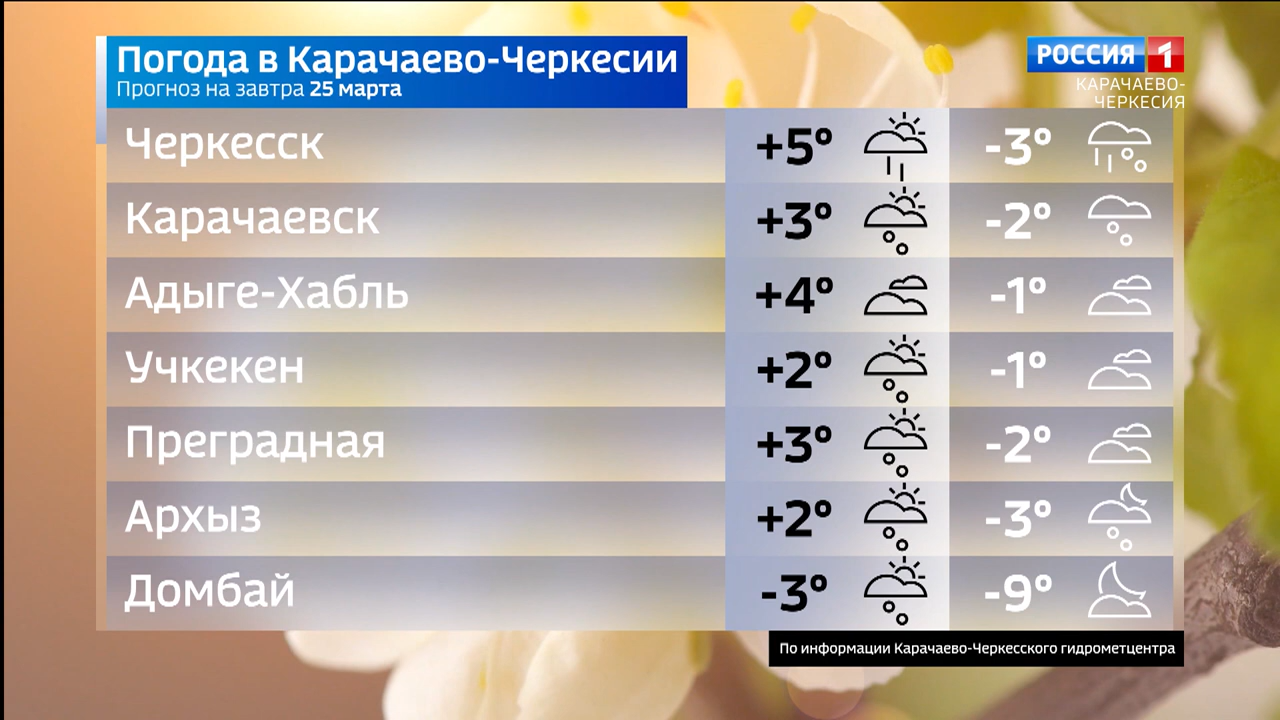 Погода в Карачаево-Черкесии
Прогноз на завтра 25 марта
РОССИЯ 1
КАРАЧАЕВО-
ЧЕРКЕСИЯ
Черкесск +5° -3°
Карачаевск +3° -2°
Адыге-Хабль +4° -1°
Учкекен +2° -1°
Преградная +3° -2°
Архыз +2° -3°
Домбай -3° -9°
По информации Карачаево-Черкесского гидрометцентра